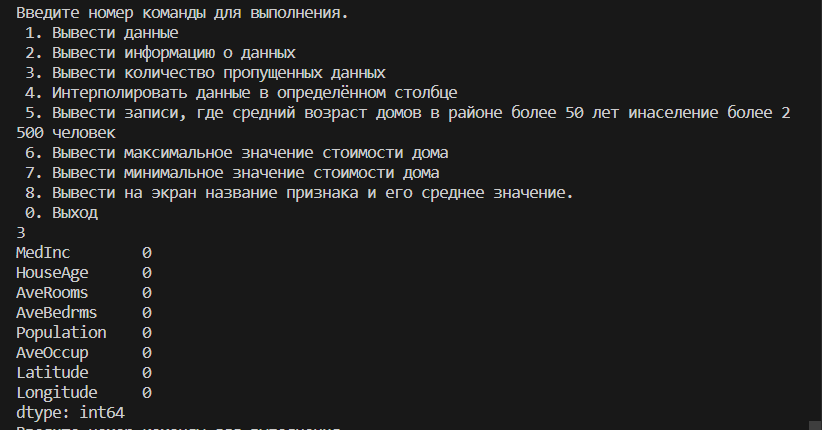 Введите номер команды для выполнения.
1. Вывести данные
2. Вывести информацию о данных
3. Вывести количество пропущенных данных
4. Интерполировать данные в определённом столбце
5. Вывести записи, где средний возраст домов в районе более 50 лет инаселение более 2
500 человек
6. Вывести максимальное значение стоимости дома
7. Вывести минимальное значение стоимости дома
8. Вывести на экран название признака и его среднее значение.
0. Выход
3
MedInc 0
HouseAge 0
AveRooms 0
AveBedrms 0
Population 0
AveOccup 0
Latitude 0
Longitude 0
dtype: int64